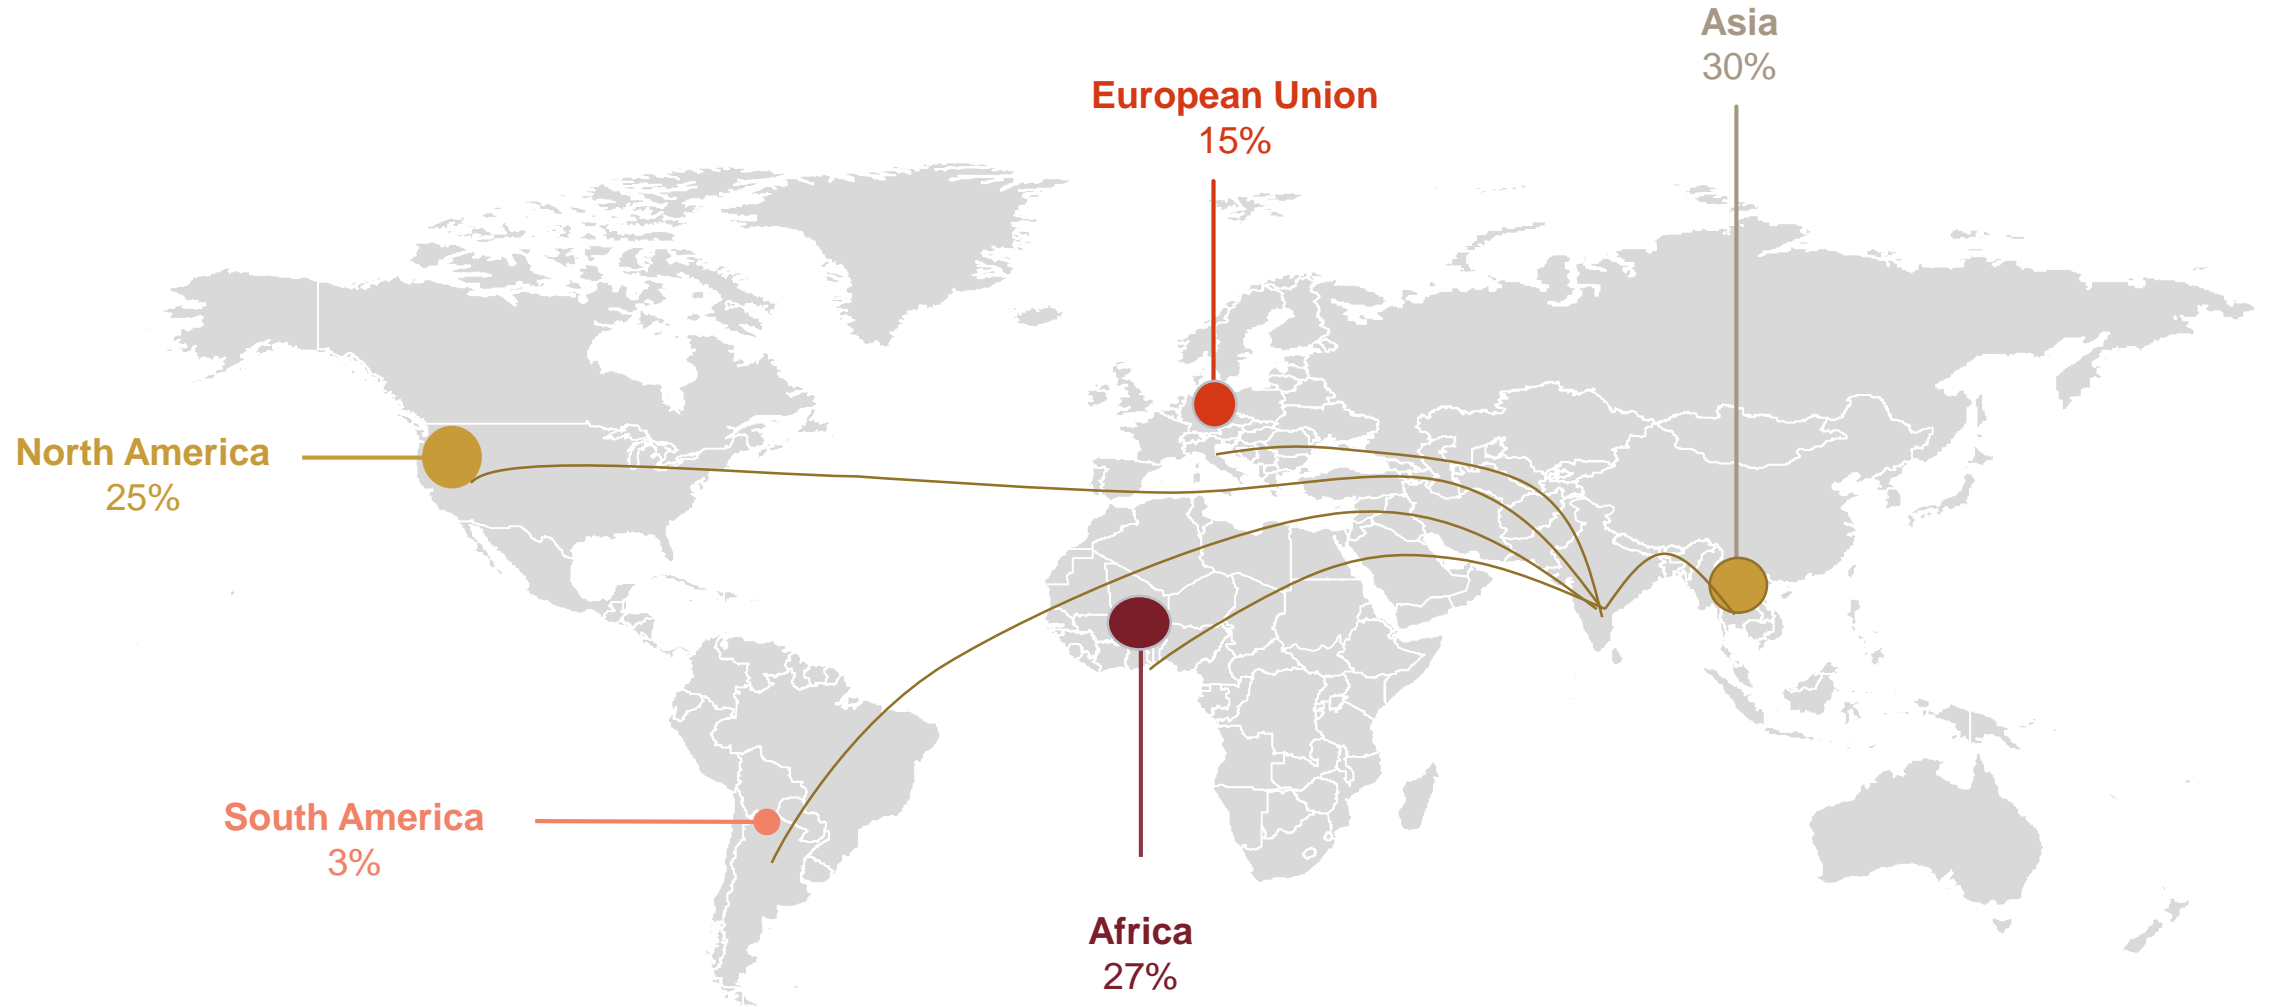 Asia
30%
European Union
15%
North America
25%
South America
3%
Africa
27%